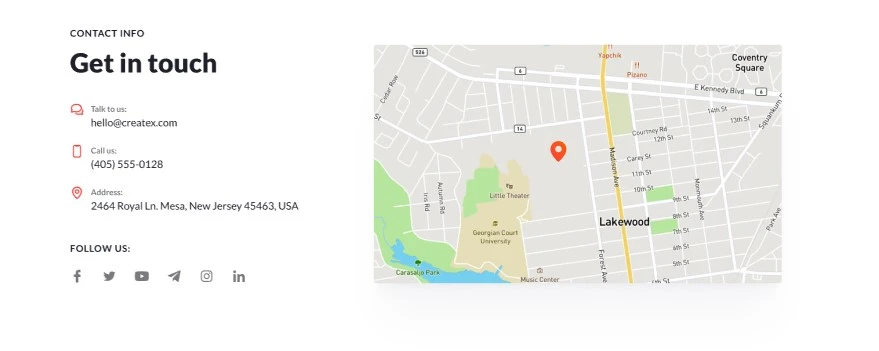 CONTACT INFO
Get in touch
Talk to us:
hello@createx.com
Call us:
(405) 555-0128
Address:
2464 Royal Ln. Mesa, New Jersey 45463, USA
FOLLOW US:
526
Yapchik
Coventry
Square
6
Pizano
Cedar Row
E Kennedy Blvd
6
14th St
13th St
14
Courtney Rd
12th St
Madison Ave
Carey St
11th St
10th St
Monmouth Ave
9th St
8th St
7th St
6th St
5th St
Park Ave
Iris Rd
Autumn Rd
Little Theater
Lakewood
Georgian Court
University
Forest Ave
Carasaljo Park
Music Center